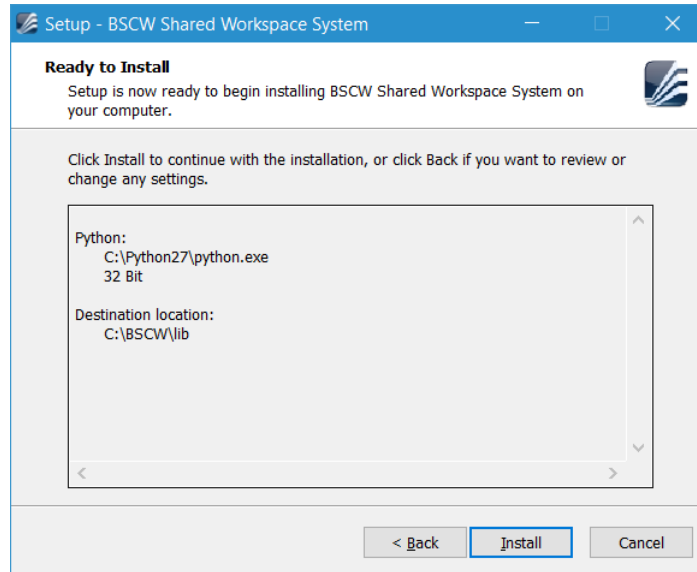 Setup - BSCW Shared Workspace System
Ready to Install
Setup is now ready to begin installing BSCW Shared Workspace System on
your computer.
Click Install to continue with the installation, or click Back if you want to review or
change any settings.
Python:
C:\Python27\python.exe
32 Bit
Destination location:
C:\BSCW\lib
< Back
Install
Cancel